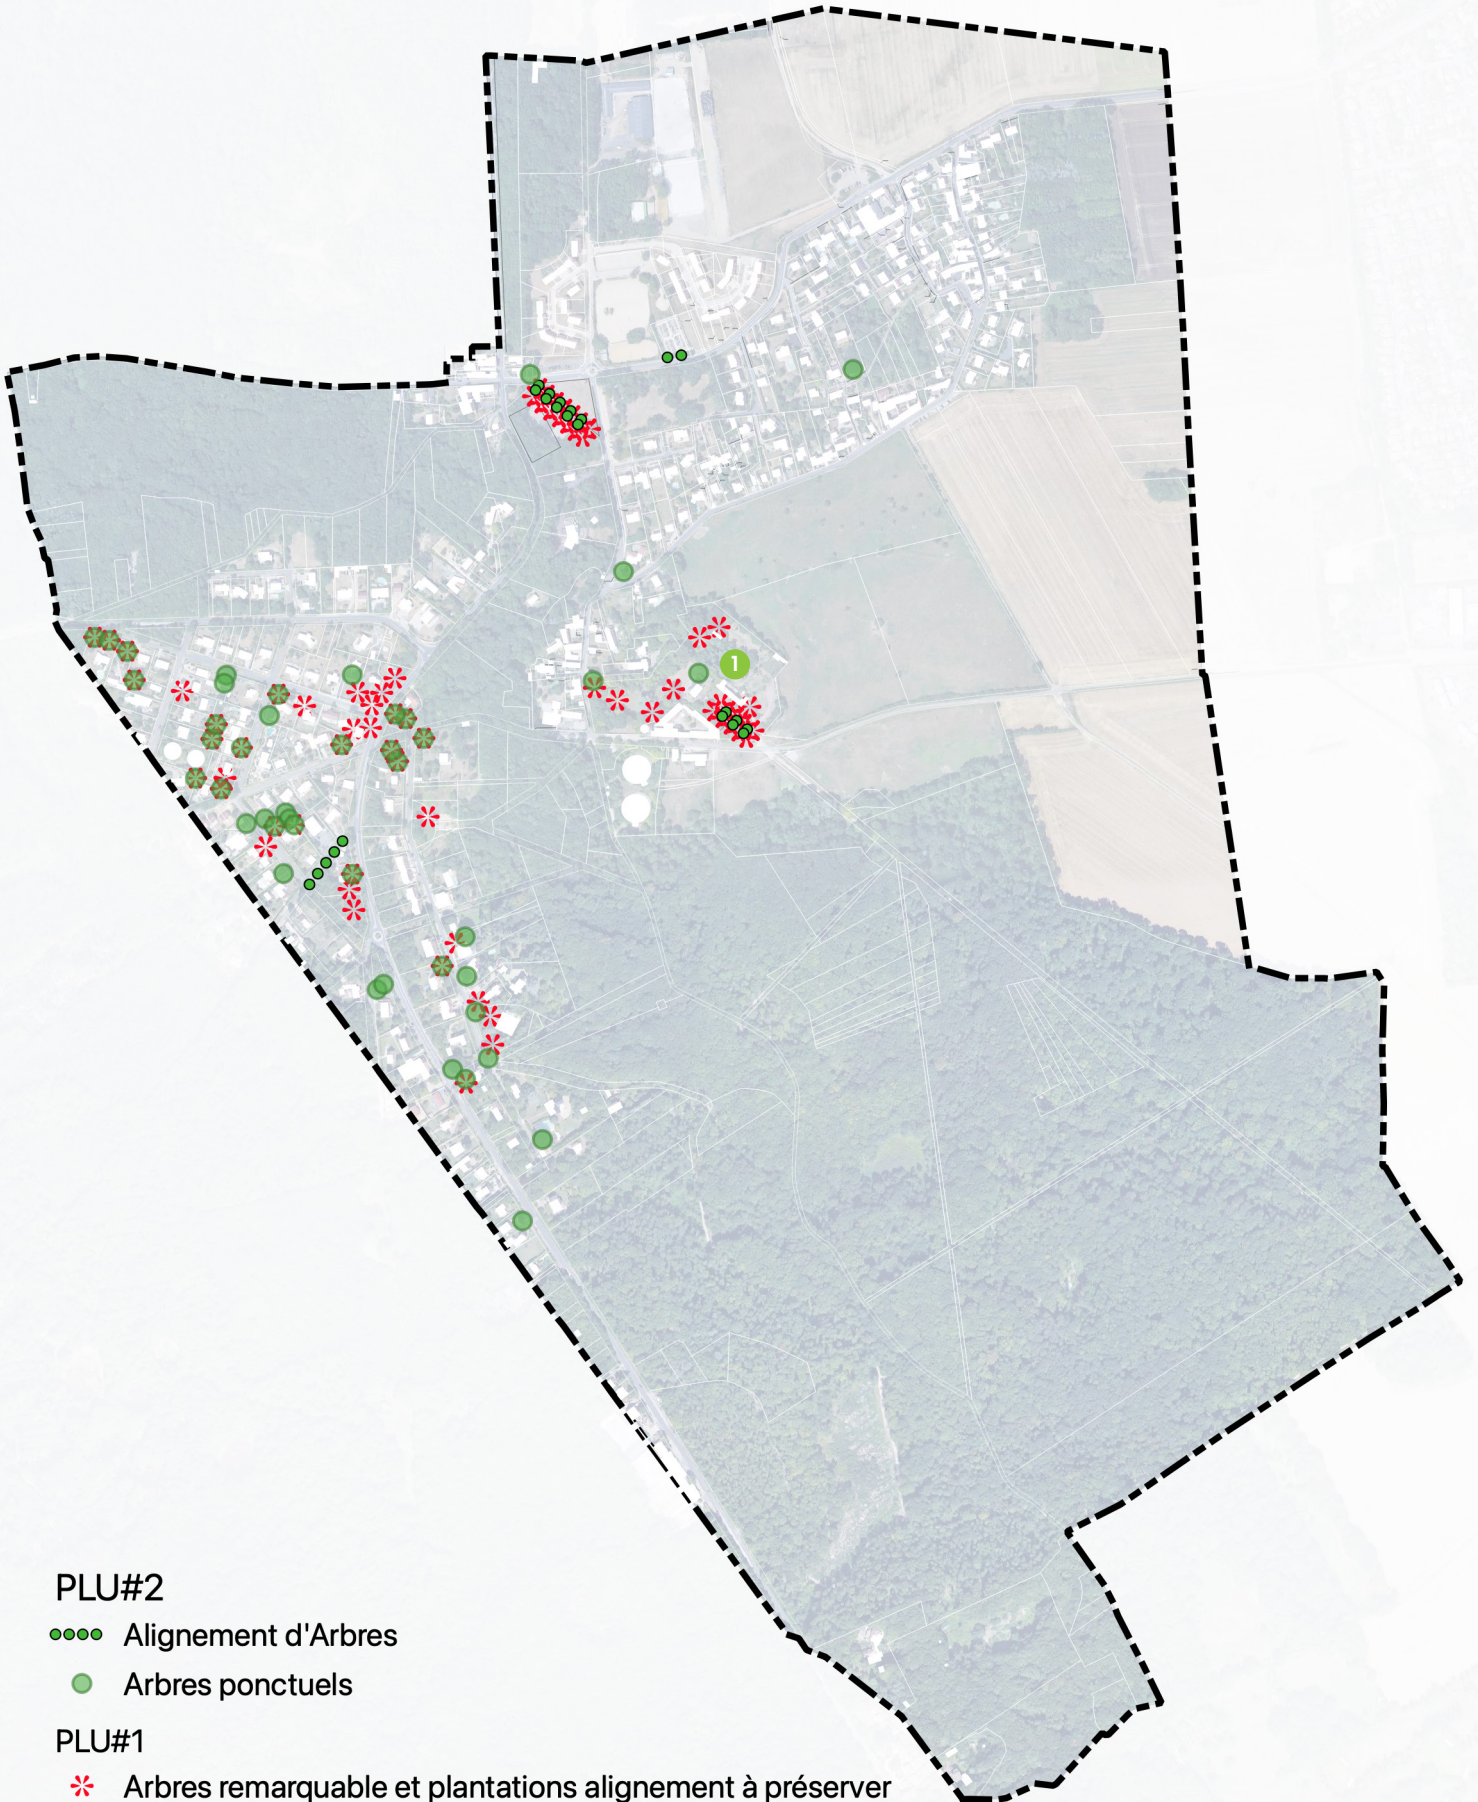 1
PLU#2
Alignement d'Arbres
Arbres ponctuels
PLU#1
Arbres remarquable et plantations alignement à préserver